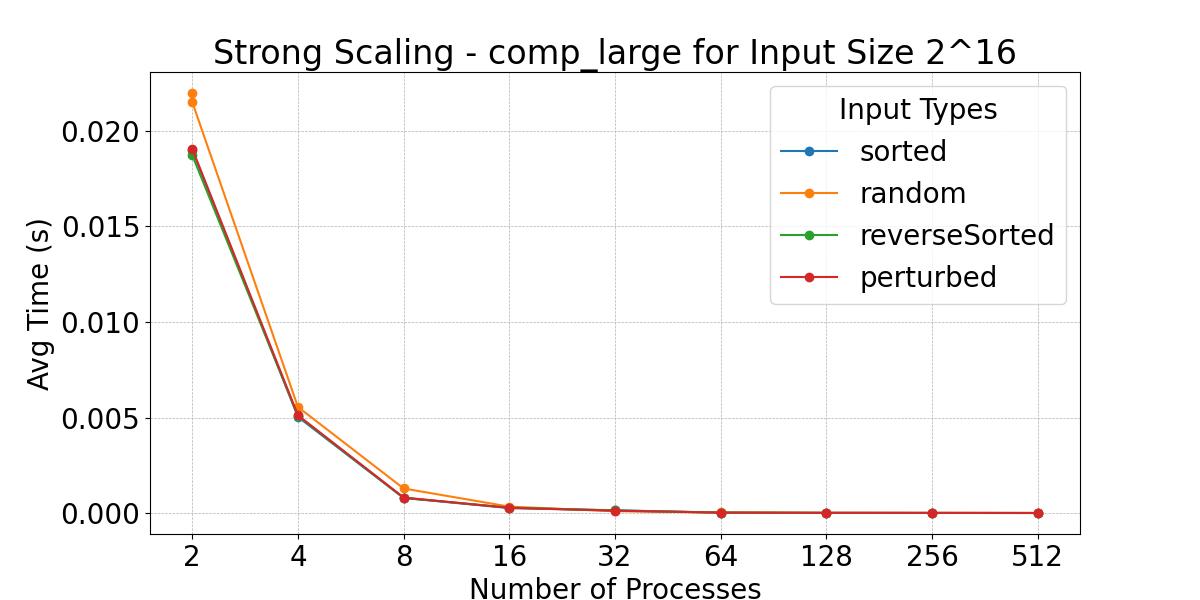 Strong Scaling - comp_large for Input Size 2^16
Input Types
sorted
random
reverseSorted
perturbed
Avg Time (s)
0.020
0.015
0.010
0.005
0.000
2 4 8 16 32 64 128 256 512
Number of Processes